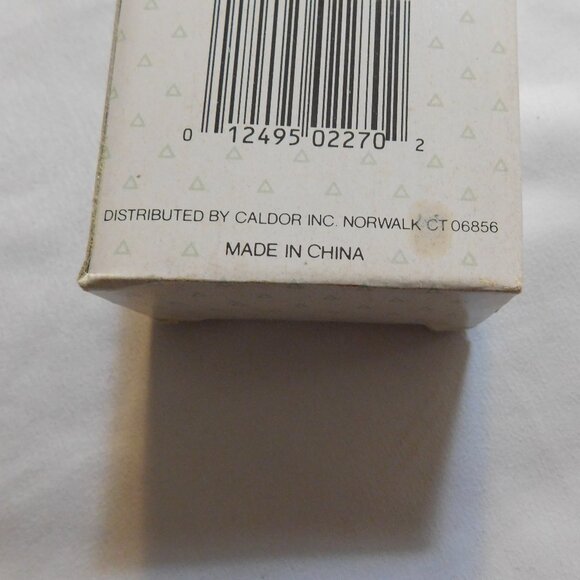 0 12495 02270 2
DISTRIBUTED BY CALDOR INC. NORWALK CT 06856
MADE IN CHINA